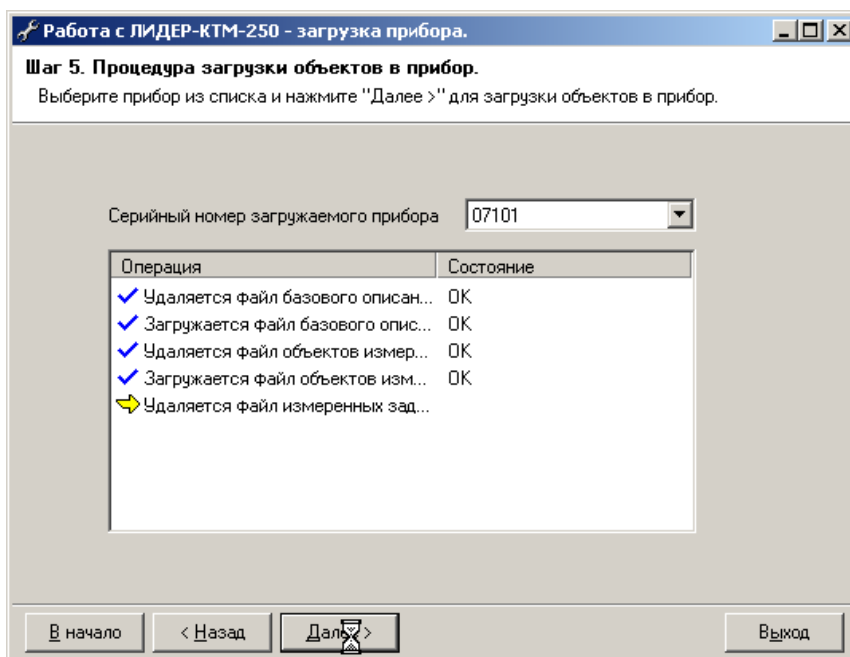 Работа с ЛИДЕР-КТМ-250 - загрузка прибора.
Шаг 5. Процедура загрузки объектов в прибор.
Выберите прибор из списка и нажмите "Далее >" для загрузки объектов в прибор.
Серийный номер загружаемого прибора 07101
Операция Состояние
Удаляется файл базового описан... OK
Загружается файл базового опис... OK
Удаляется файл объектов измер... OK
Загружается файл объектов изм... OK
Удаляется файл измеренных зад...
В начало < Назад Далее > Выход